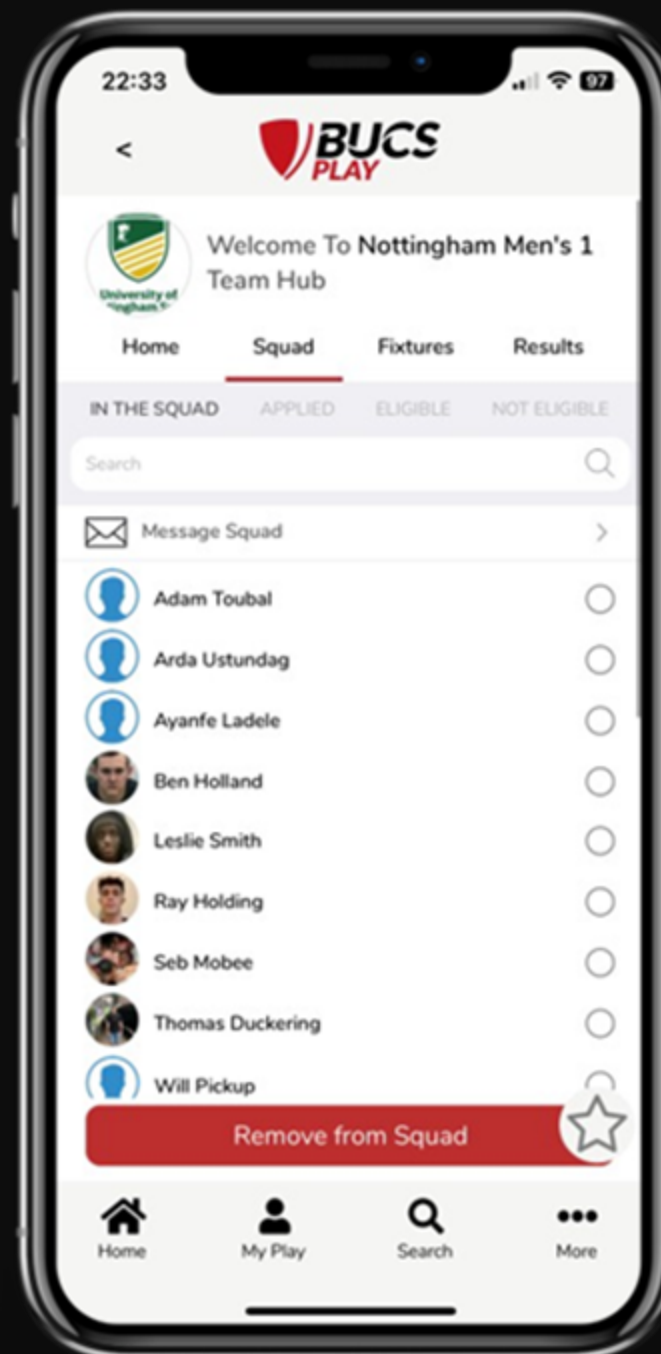 22:33
97
<
BUCS
PLAY
University of
Welcome To Nottingham Men's 1
Team Hub
Home Squad Fixtures Results
IN THE SQUAD APPLIED ELIGIBLE NOT ELIGIBLE
Search
Message Squad
Adam Toubal
Arda Ustundag
Ayanfe Ladele
Ben Holland
Leslie Smith
Ray Holding
Seb Mobee
Thomas Duckering
Will Pickup
Remove from Squad
Home My Play Search More